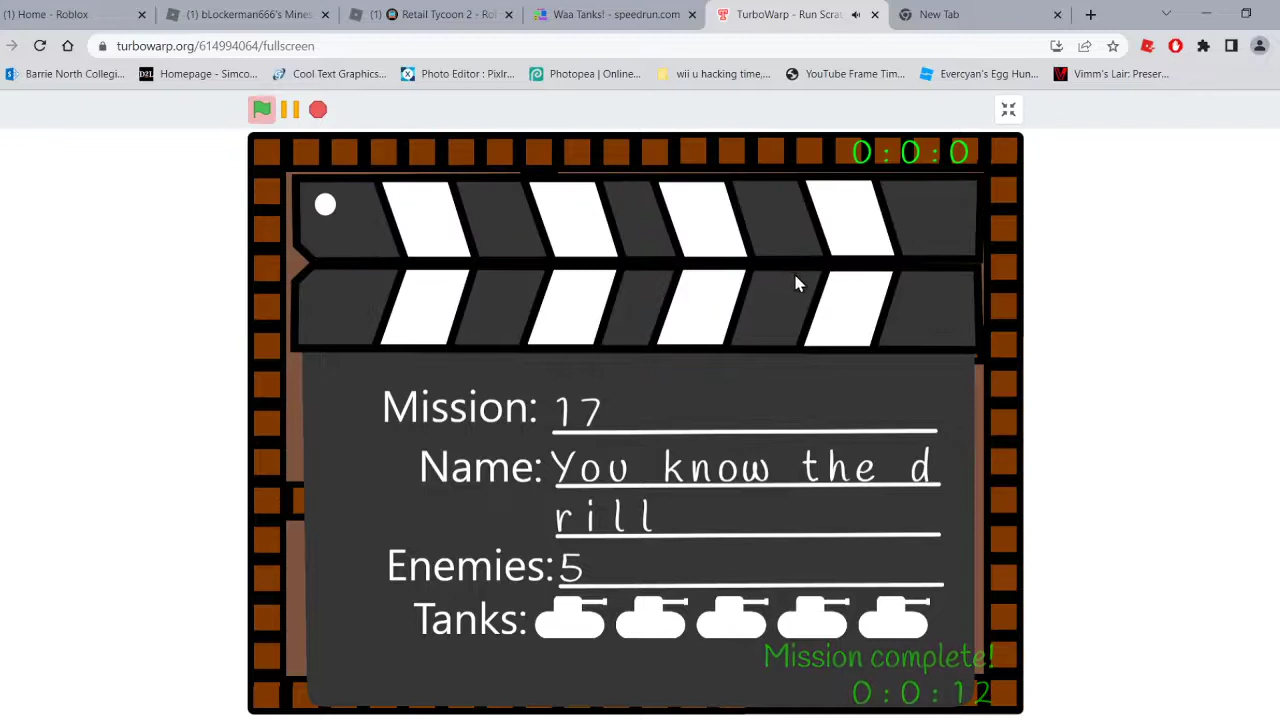 (1) Home - Roblox
(1) bLockerman666's Mines
(1) Retail Tycoon 2 - Rob
Waa Tanks! - speedrun.com
TurboWarp - Run Scra
New Tab
turbowarp.org/614994064/fullscreen
Barrie North Collegi...
Homepage - Simco...
Cool Text Graphics*...
Photo Editor : Pixlr...
Photopea | Online...
wii u hacking time,...
YouTube Frame Tim...
Evercyan's Egg Hun...
Vimm's Lair: Preser...
0:0:0
Mission: 17
Name: You know the d
rill
Enemies: 5
Tanks:
Mission complete!
0:0:12